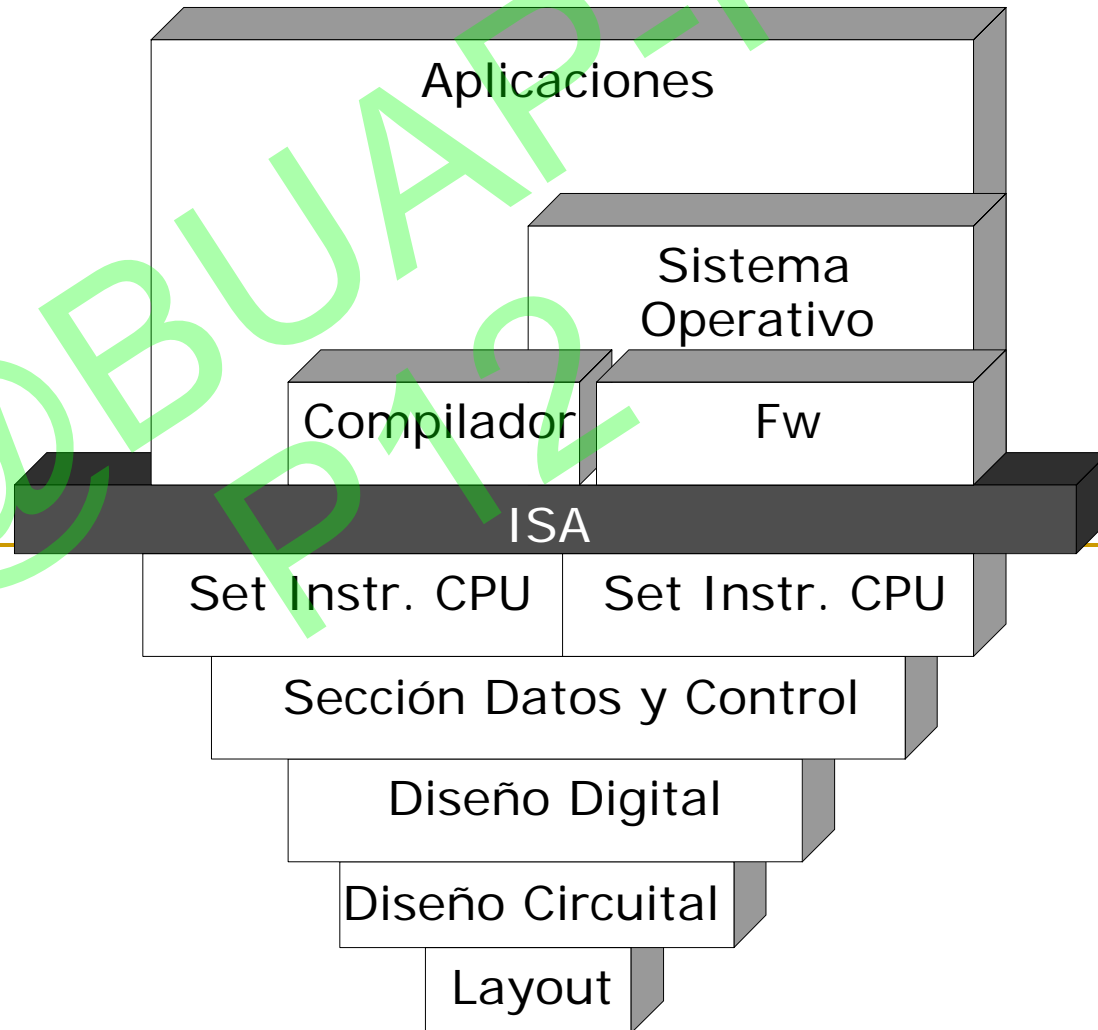 Aplicaciones
Sistema
Operativo
Compilador
Fw
ISA
Set Instr. CPU
Set Instr. CPU
Sección Datos y Control
Diseño Digital
Diseño Circuital
Layout
@BUAP-
P12